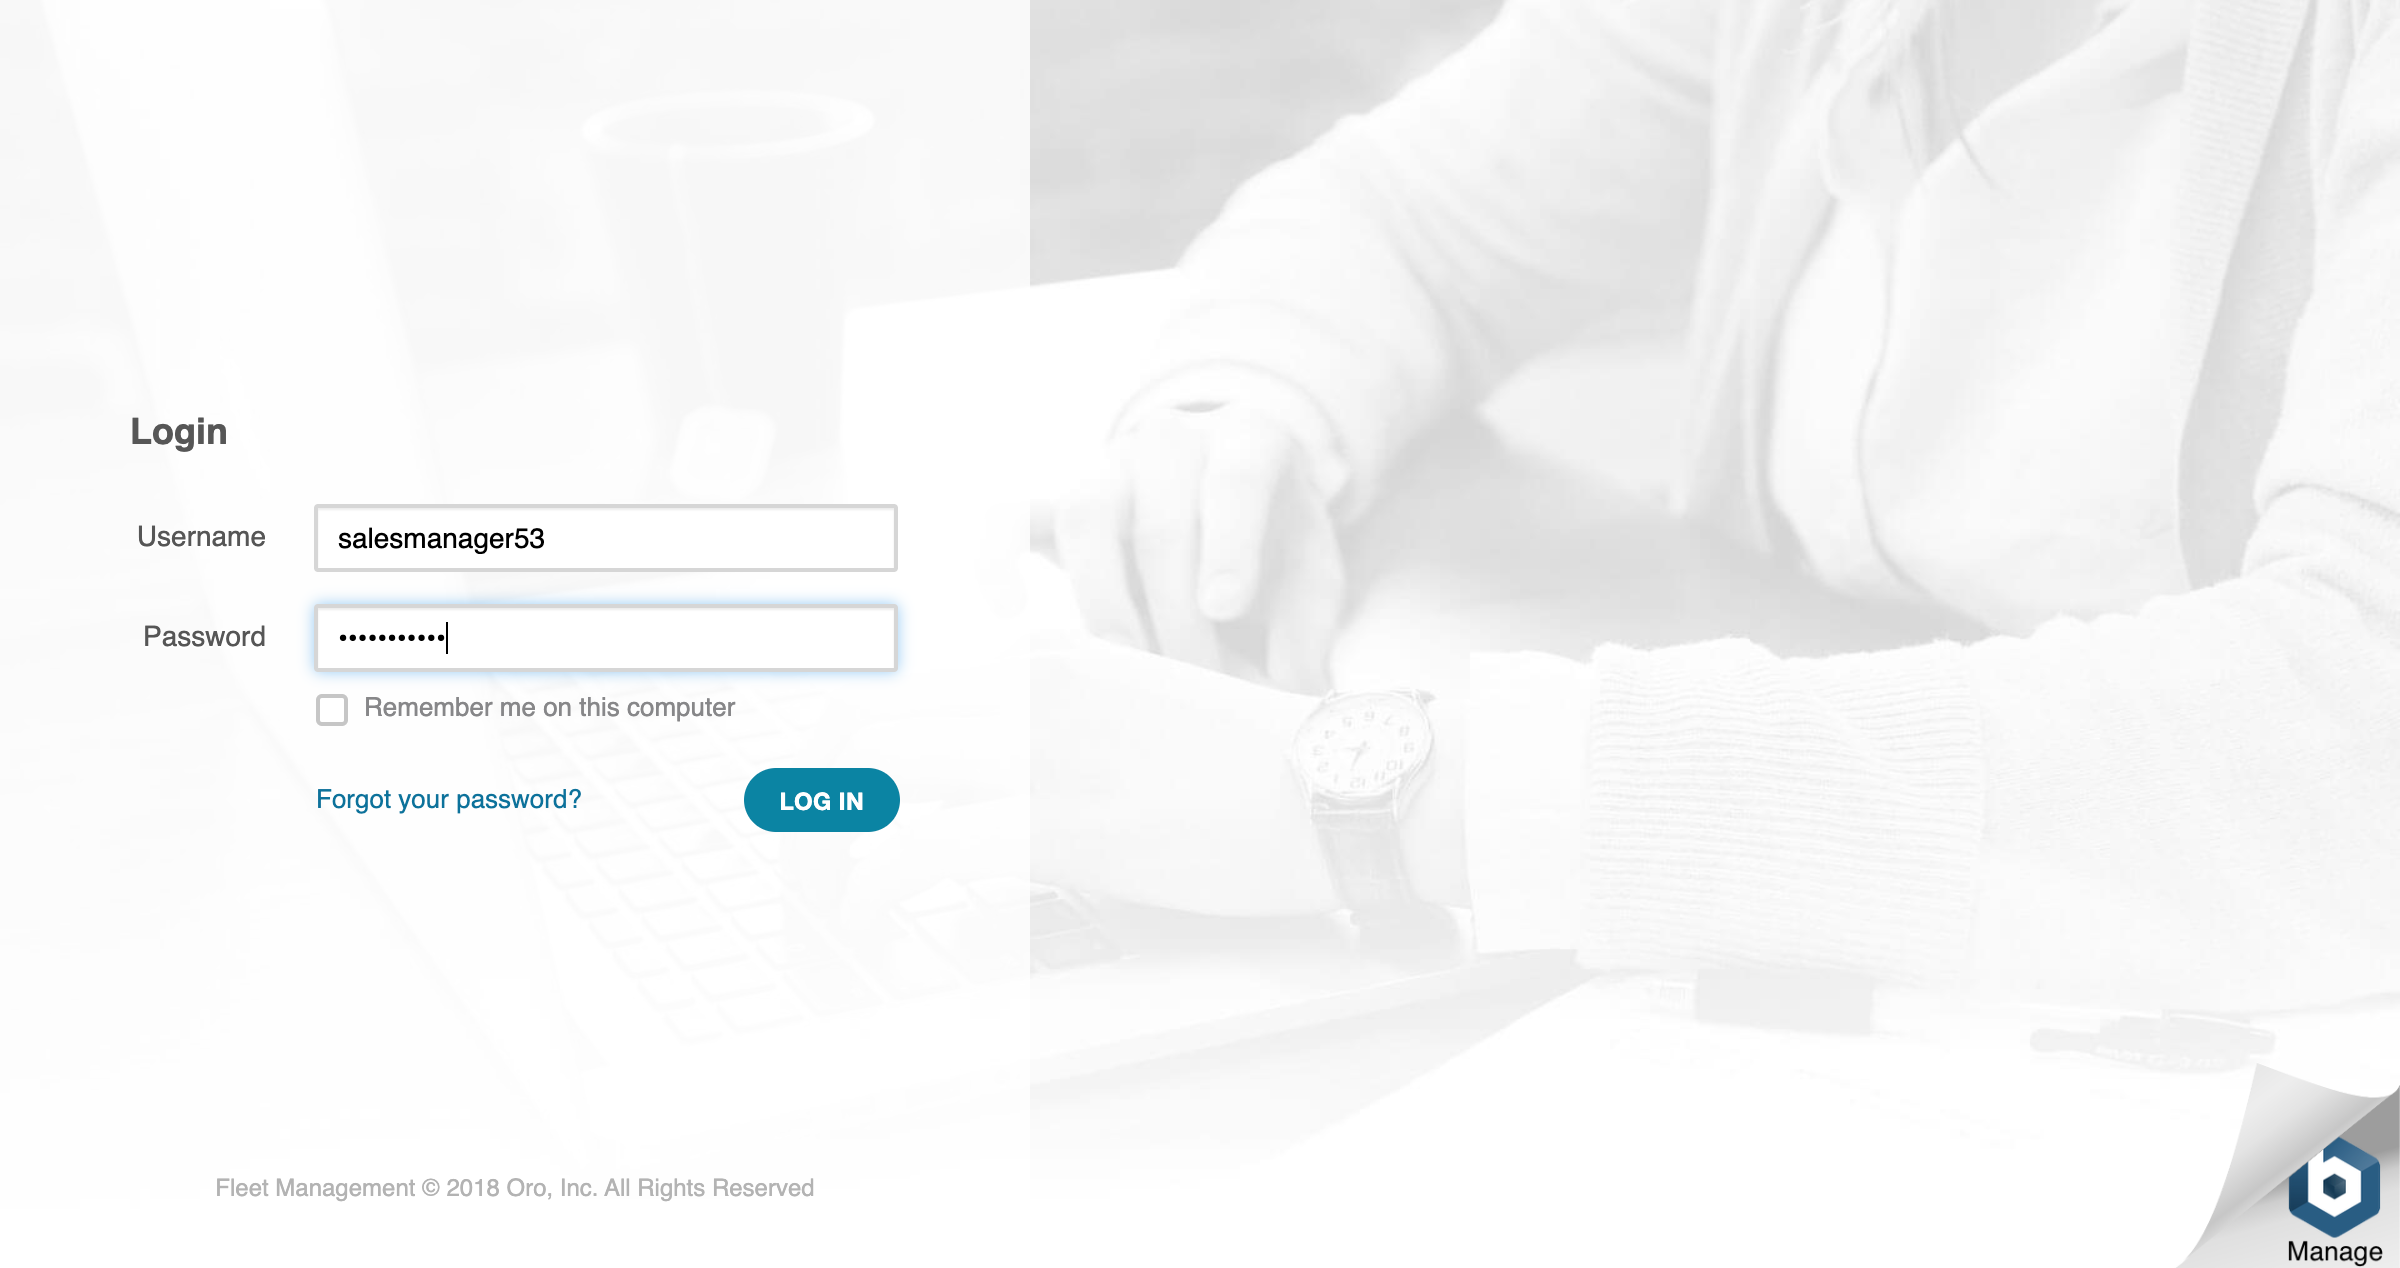 Login
Username
salesmanager53
Password
•••••••••••
Remember me on this computer
Forgot your password?
LOG IN
Fleet Management © 2018 Oro, Inc. All Rights Reserved
Manage